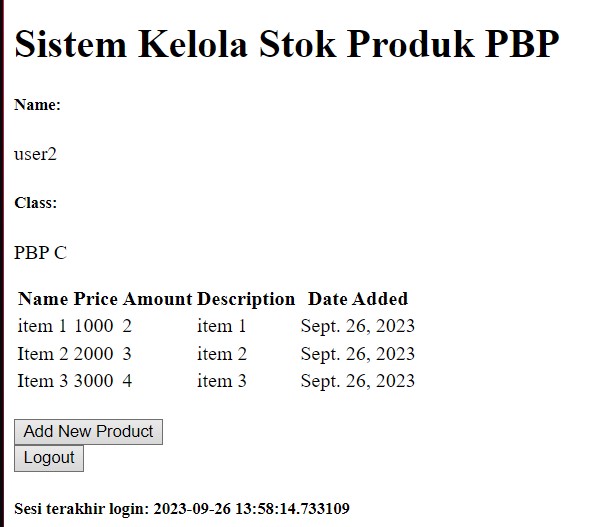 Sistem Kelola Stok Produk PBP
Name:
user2
Class:
PBP C
Name Price Amount Description Date Added
item 1 1000 2 item 1 Sept. 26, 2023
Item 2 2000 3 item 2 Sept. 26, 2023
Item 3 3000 4 item 3 Sept. 26, 2023
Add New Product
Logout
Sesi terakhir login: 2023-09-26 13:58:14.733109